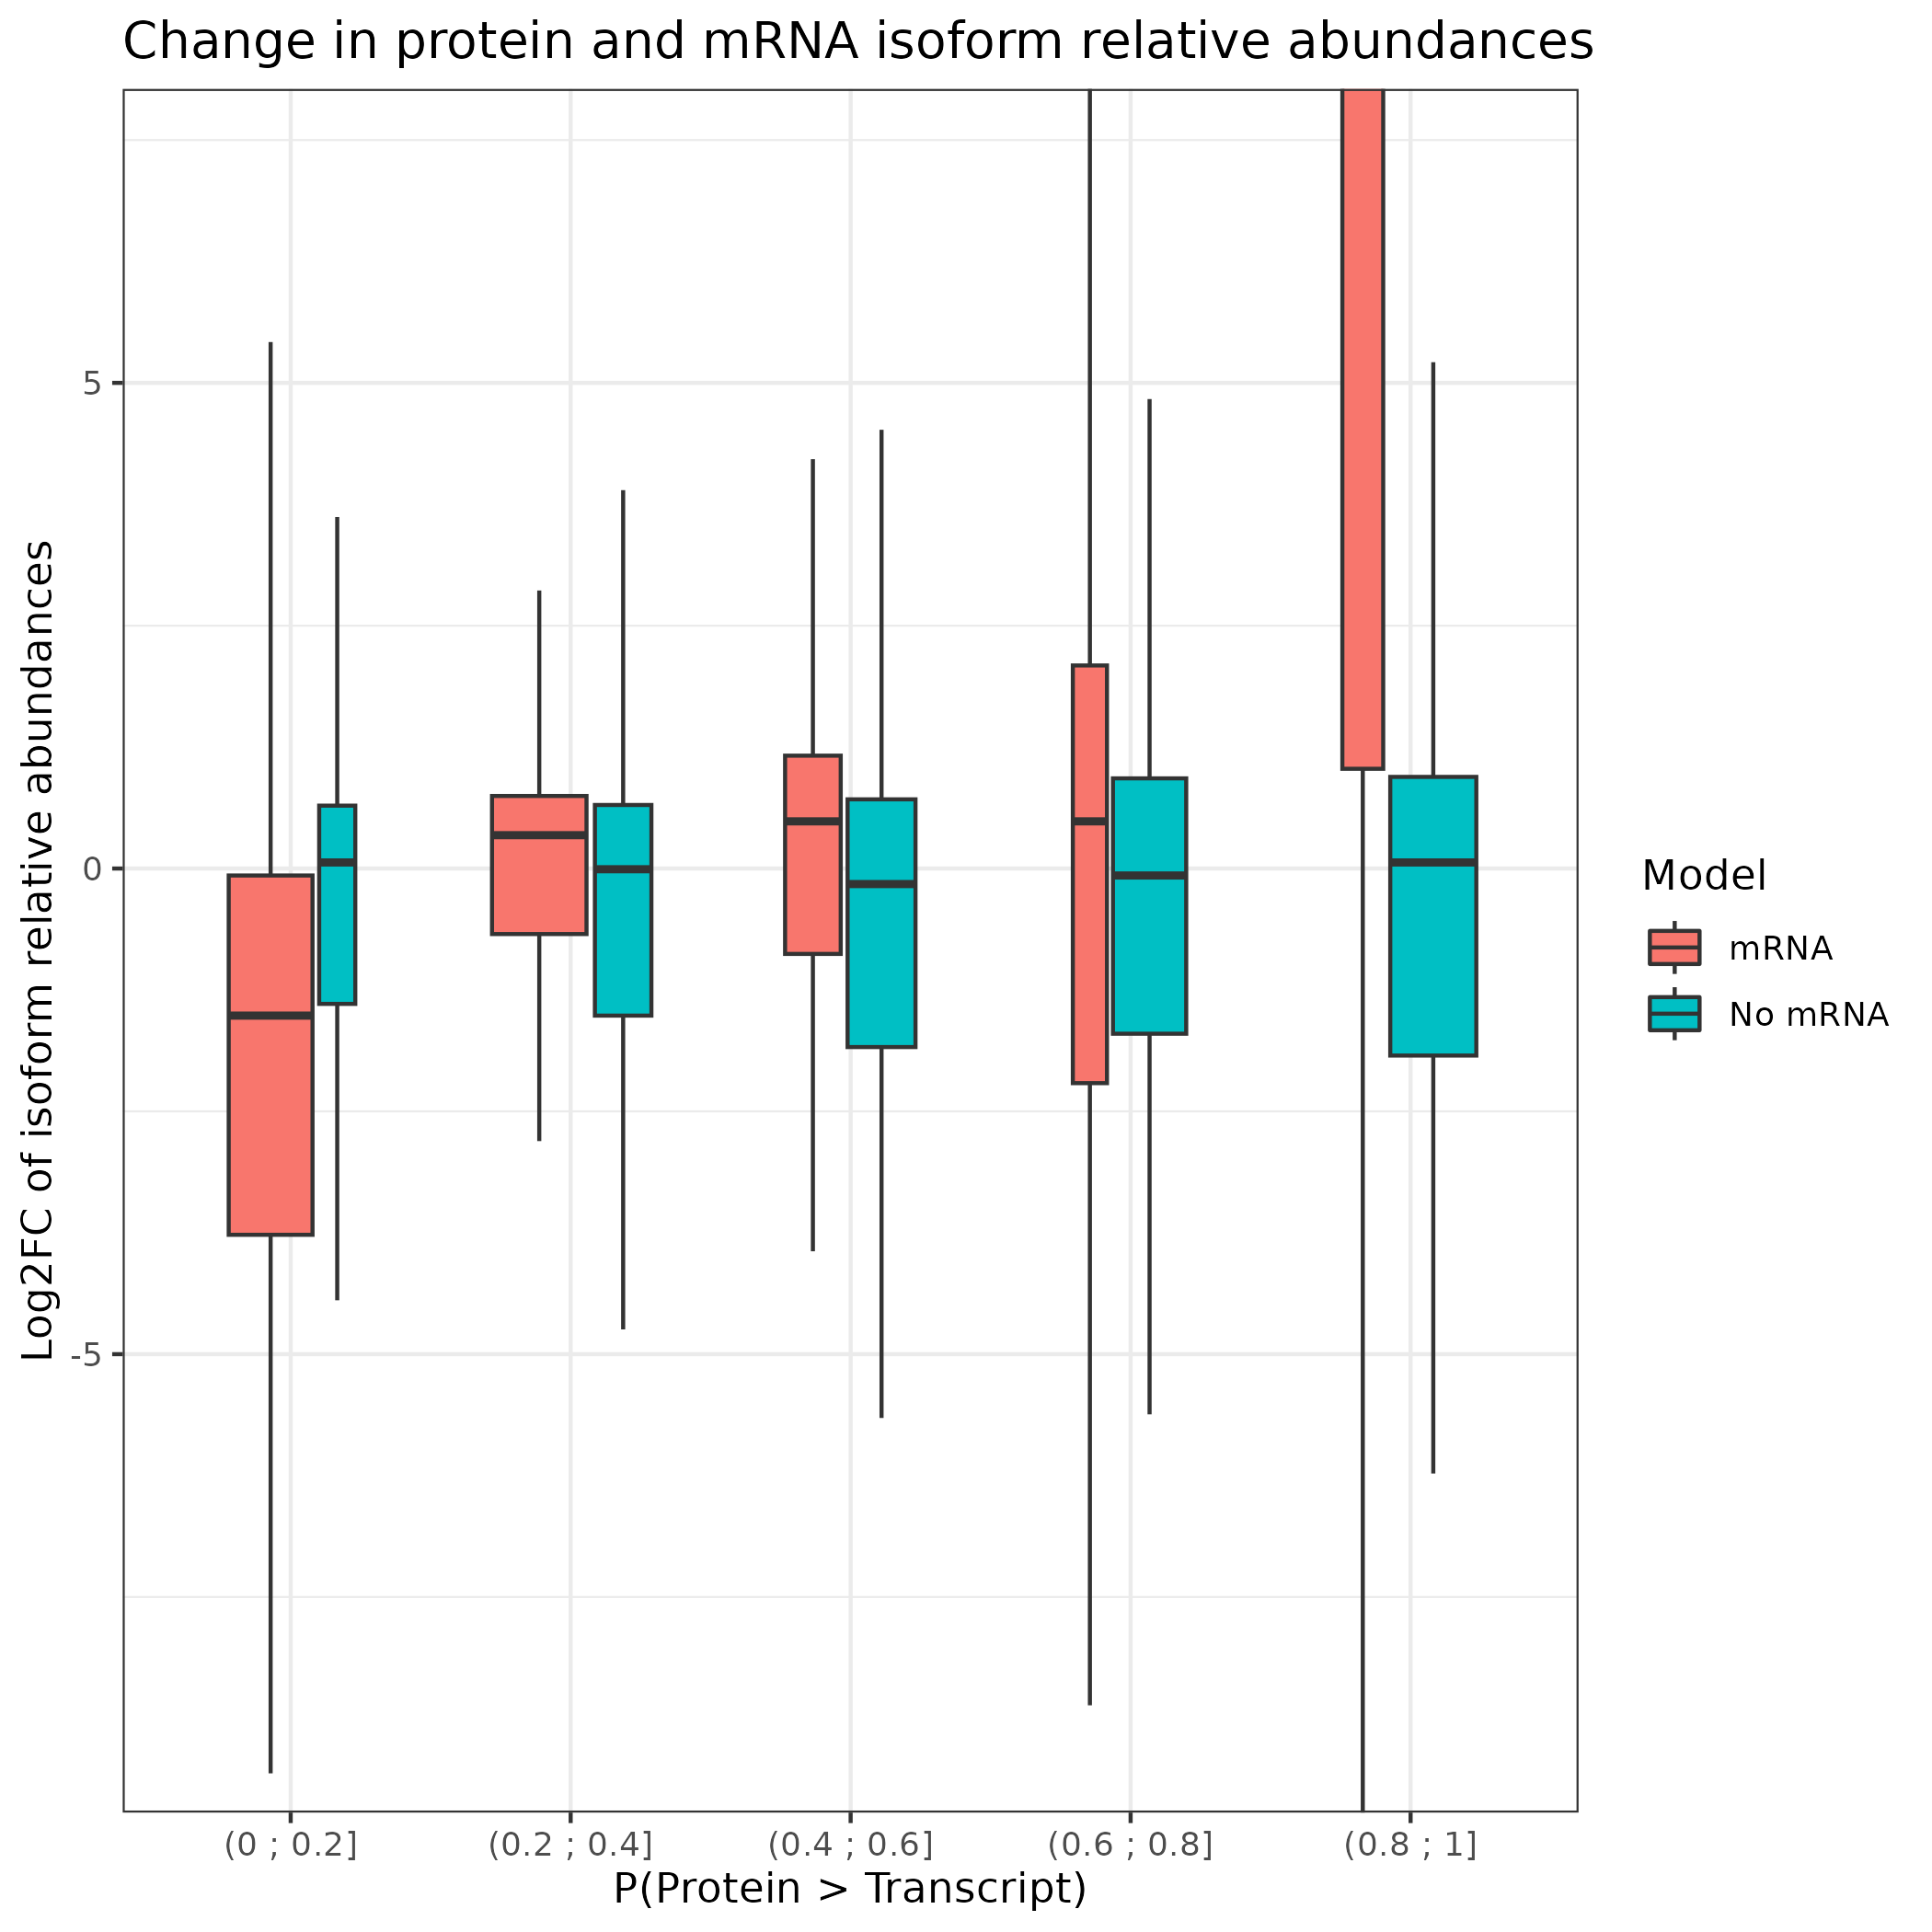 Change in protein and mRNA isoform relative abundances
Log2FC of isoform relative abundances
5
0
-5
(0 ; 0.2]
(0.2 ; 0.4]
(0.4 ; 0.6]
(0.6 ; 0.8]
(0.8 ; 1]
P(Protein > Transcript)
Model
mRNA
No mRNA